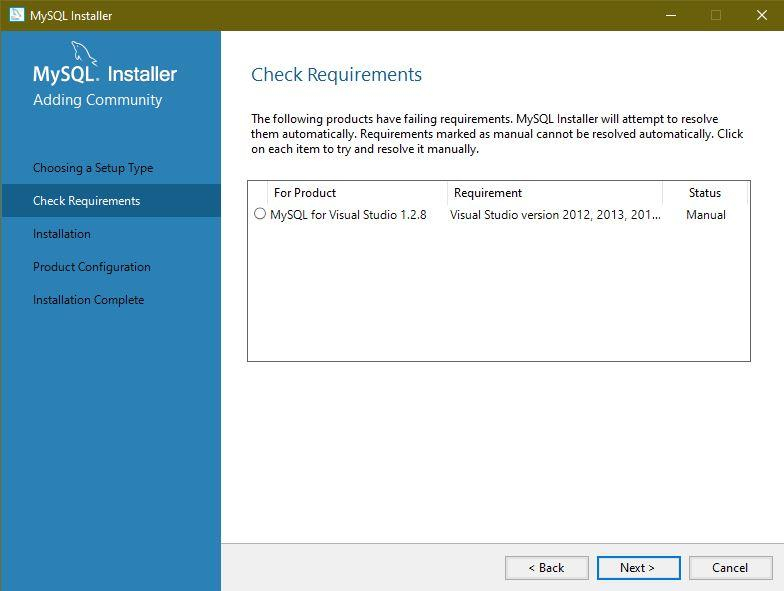 MySQL Installer
MySQL. Installer
Adding Community
Choosing a Setup Type
Check Requirements
Installation
Product Configuration
Installation Complete
Check Requirements
The following products have failing requirements. MySQL Installer will attempt to resolve
them automatically. Requirements marked as manual cannot be resolved automatically. Click
on each item to try and resolve it manually.
For Product Requirement Status
MySQL for Visual Studio 1.2.8 Visual Studio version 2012, 2013, 201... Manual
< Back Next > Cancel